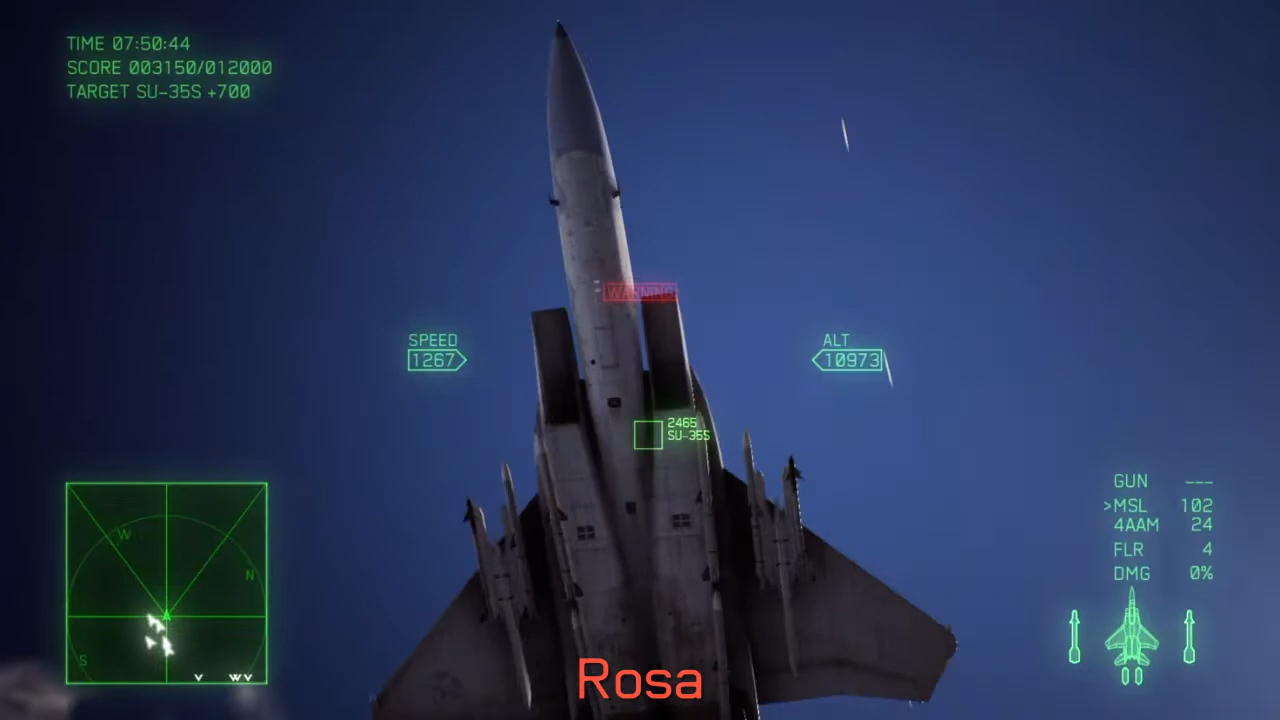 TIME 07:50:44
SCORE 003150/012000
TARGET SU-35S +700
WARNING
SPEED
1267
ALT
10973
2465
SU-35S
GUN ---
>MSL 102
4AAM 24
FLR 4
DMG 0%
W
N
S
Rosa